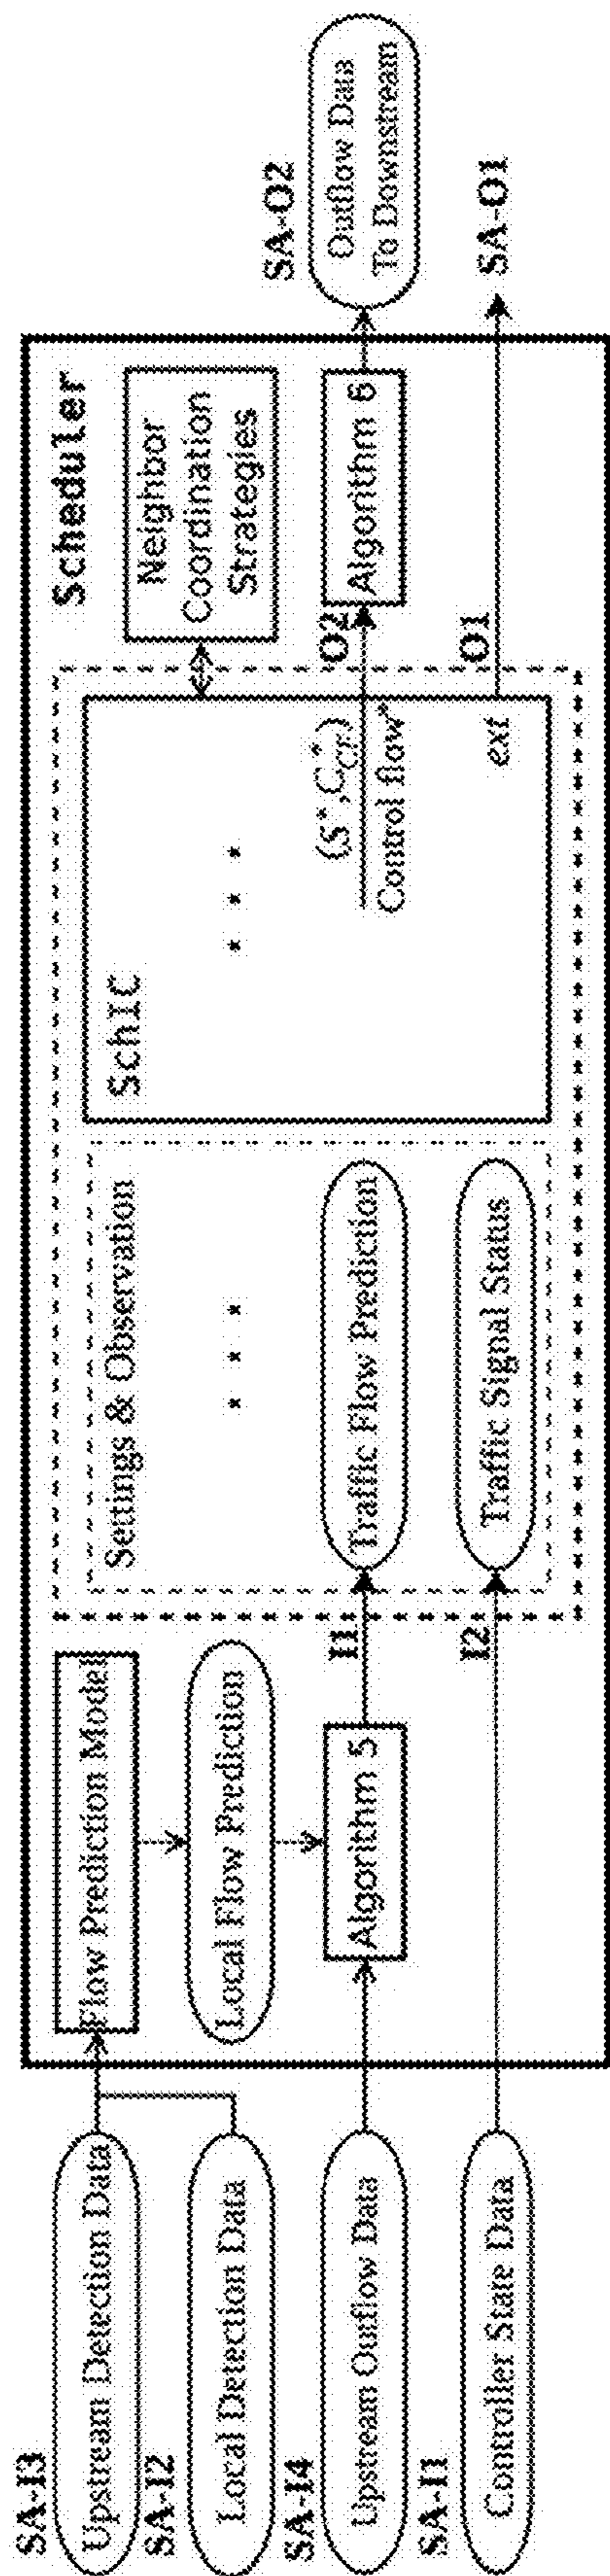 SA-I3
Upstream Detection Data
SA-I2
Local Detection Data
SA-I4
Upstream Outflow Data
SA-I1
Controller State Data
Flow Prediction Model
Local Flow Prediction
Algorithm 5
I1
I2
Settings & Observation
Traffic Flow Prediction
Traffic Signal Status
SchIC
(S*, C*CF)
Control flow*
ext
O2
O1
Scheduler
Neighbor
Coordination
Strategies
Algorithm 6
SA-O2
Outflow Data
To Downstream
SA-O1